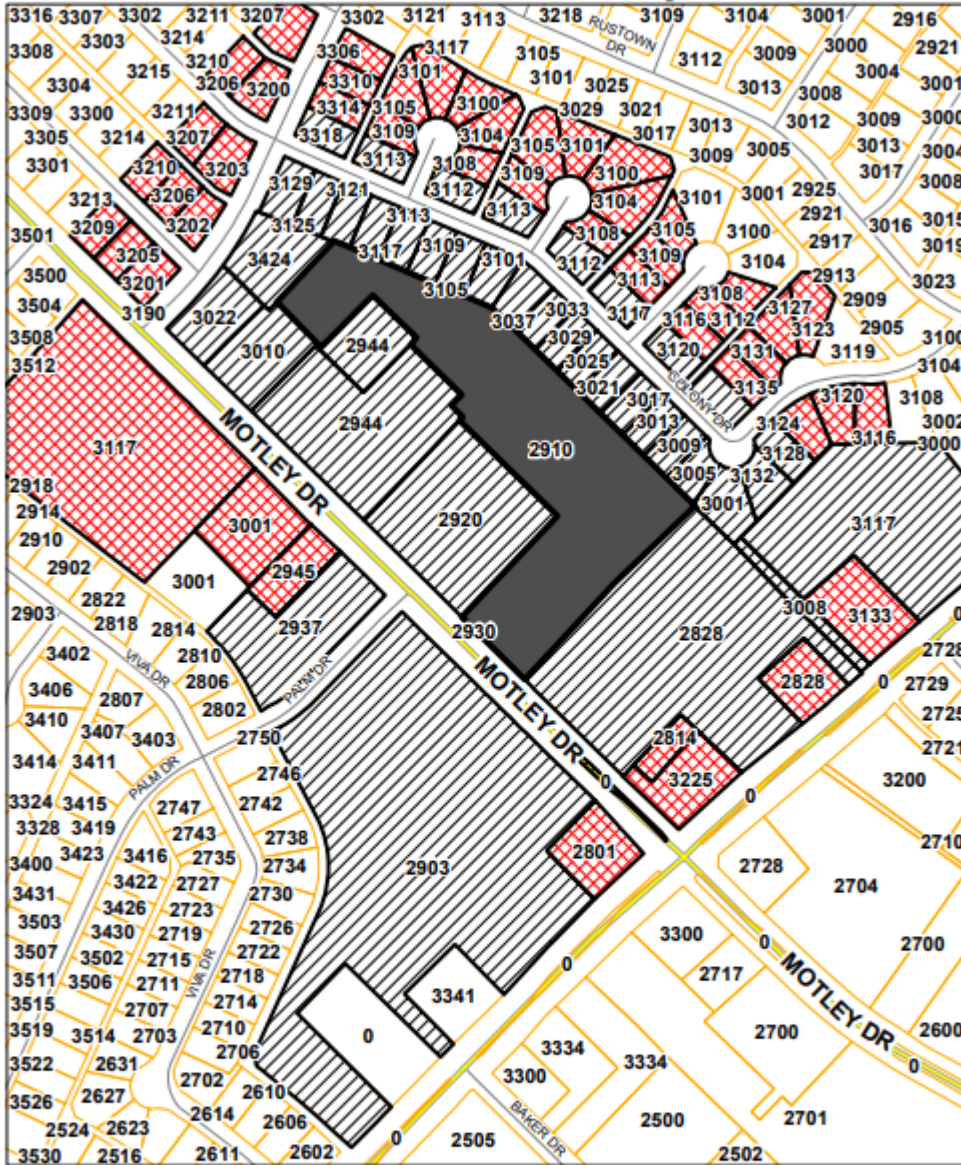 3316 3307 3302 3211 3207 3302 3121 3113 3218 3109 3104 3001 2916
RUSTOWN DR
3308 3303 3214 3210 3306 3117 3105 3112 3009 3000 2921
3304 3215 3206 3200 3310 3101 3101 3025 3013 3004 3001
3309 3300 3211 3314 3105 3100 3029 3021 3008 3000
3305 3214 3207 3318 3109 3104 3105 3101 3017 3013 3012 3009
3301 3210 3203 3113 3108 3109 3100 3009 3005 3013 3004
3213 3206 3129 3121 3112 3104 3101 3001 2925 3017 3008
3209 3202 3125 3113 3113 3108 3105 3100 2921 3016 3015
3501 3205 3424 3117 3109 3101 3112 3109 3104 2917 3019
3500 3201 3105 3113 3108 2913 3023
3504 3190 3022 3037 3033 3117 3116 3112 3127 2909
3508 3010 2944 3029 3120 3131 3123 2905 3100
3512 3025 3021 3135 3119 3104
COLONY DR
3117 2944 3017 3013 3124 3120 3108
MOTLEY DR
2910 3009 3128 3116 3002 3000
2918 3005 3132
2914 3001 2920 3001 3117
2910 2945
2902 3001
2903 2822 2937 2930 2828 3008 3133 0
2818 2814
VIVA DR
3402 2810 2728
3406 2807 2806 PALM DR MOTLEY DR 2828 0 2729
3410 3407 3403 2802 2725
3414 3411 2750 2814 2721
PALM DR
2746 0 3225 0 3200
3324 3415 2747 2742
3328 3419 2743 2738 2710
3400 3423 3416 2735 2734 2903 2801 2728
3431 3422 2727 2730 2704
3503 3426 2723
3507 3430 2719 2726 3300 0 2700
3502 2715 VIVA DR 2722
3511 3506 2711 2718 0 2717 MOTLEY DR
3515 2707 2714 3341
3519 3514 2703 2710 0 2700 2600
3522 2631 2706 3334 3334 0
3526 2627 2702 2610 3300
2524 2623 2614 2606 BAKER DR 2500 2701
3530 2516 2611 2602 0 2505 2502